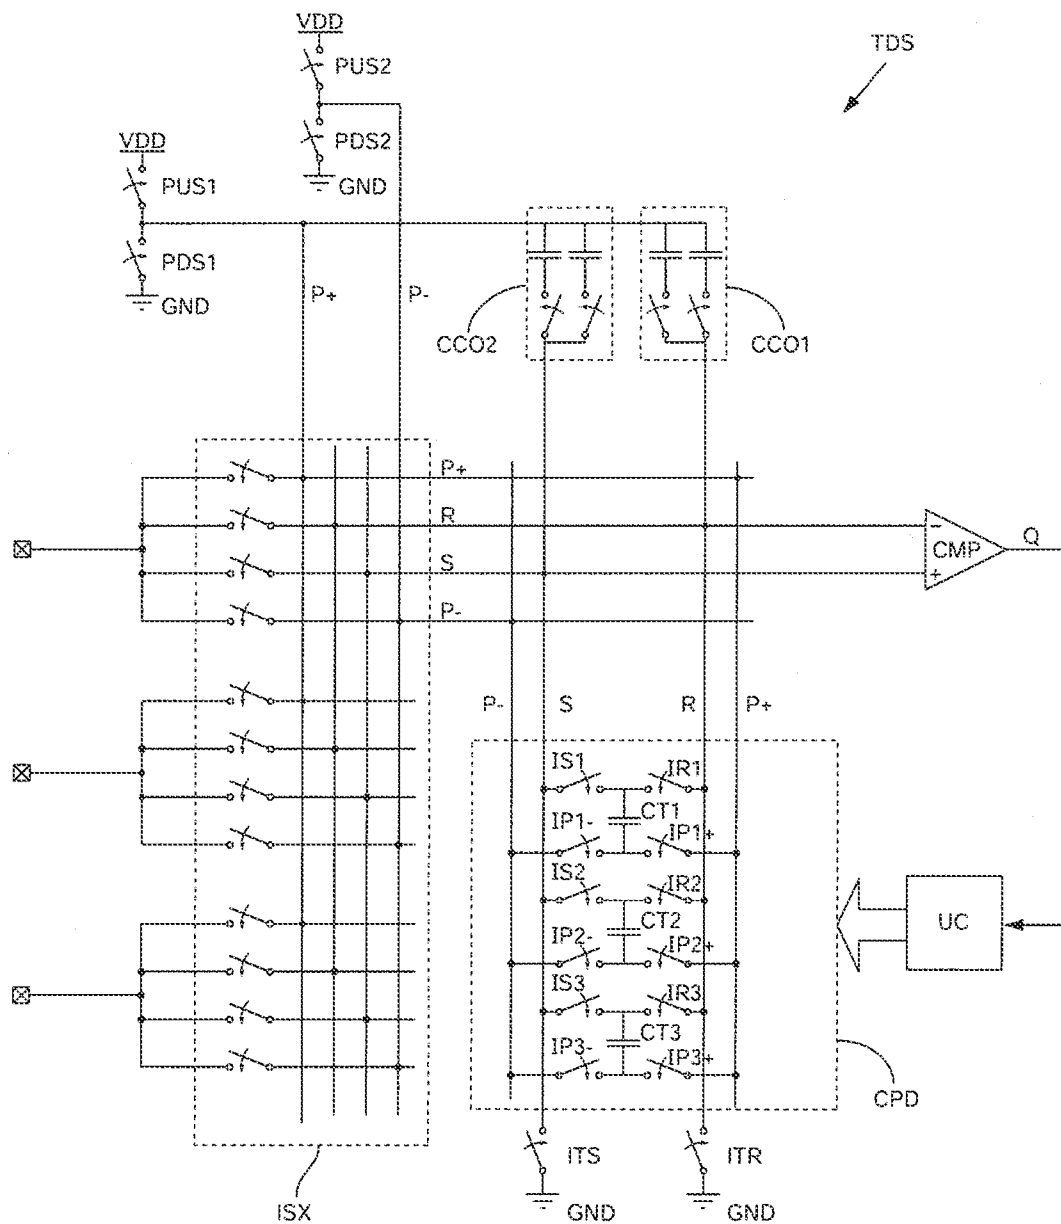 VDD
PUS2
TDS
PDS2
VDD
PUS1
GND
PDS1
GND
P+
P-
CCO2
CCO1
P+
R
S
P-
CMP
-
+
Q
P-
S
R
P+
IS1
IR1
CT1
IP1-
IP1+
IS2
IR2
CT2
IP2-
IP2+
IS3
IR3
CT3
IP3-
IP3+
UC
CPD
ITS
ITR
GND
GND
ISX